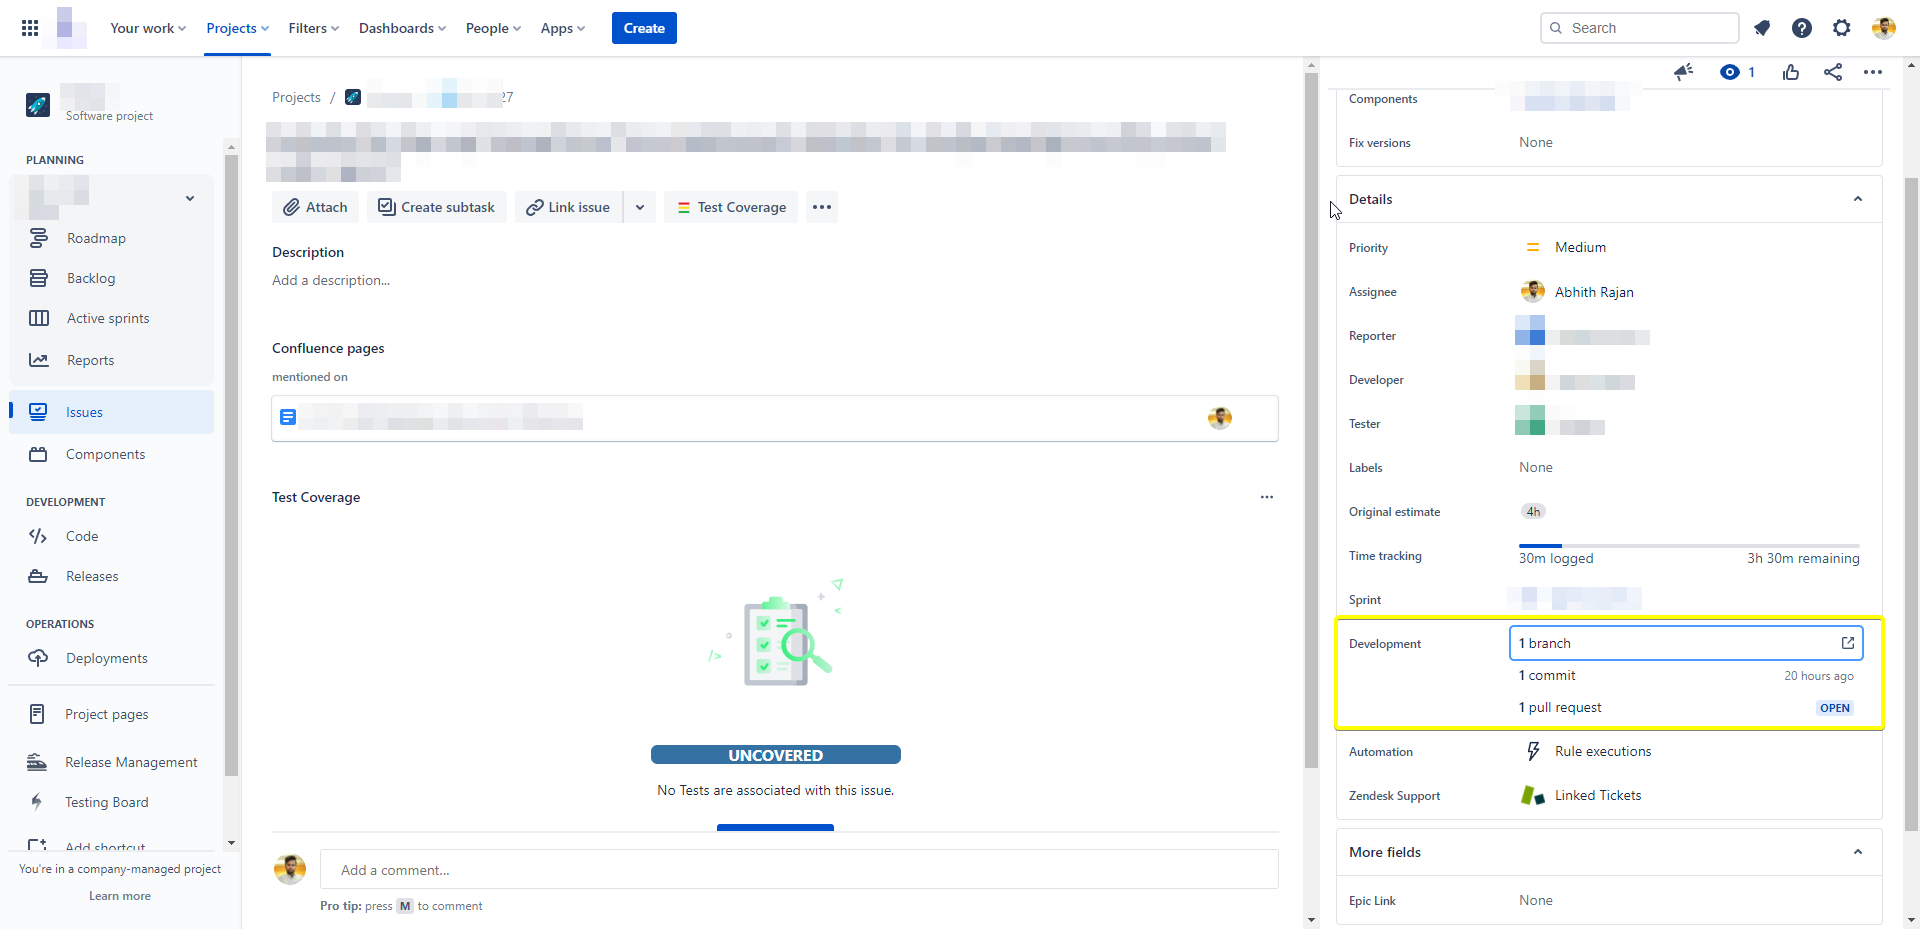 Your work
Projects
Filters
Dashboards
People
Apps
Create
Search
Software project
PLANNING
Roadmap
Backlog
Active sprints
Reports
Issues
Components
DEVELOPMENT
Code
Releases
OPERATIONS
Deployments
Project pages
Release Management
Testing Board
Add shortcut
You're in a company-managed project
Learn more
Projects / 27
Attach
Create subtask
Link issue
Test Coverage
Description
Add a description...
Confluence pages
mentioned on
Test Coverage
UNCOVERED
No Tests are associated with this issue.
Add a comment...
Pro tip: press M to comment
1
Components
Fix versions None
Details
Priority Medium
Assignee Abhith Rajan
Reporter
Developer
Tester
Labels None
Original estimate 4h
Time tracking
30m logged 3h 30m remaining
Sprint
Development 1 branch
1 commit 20 hours ago
1 pull request OPEN
Automation Rule executions
Zendesk Support Linked Tickets
More fields
Epic Link None